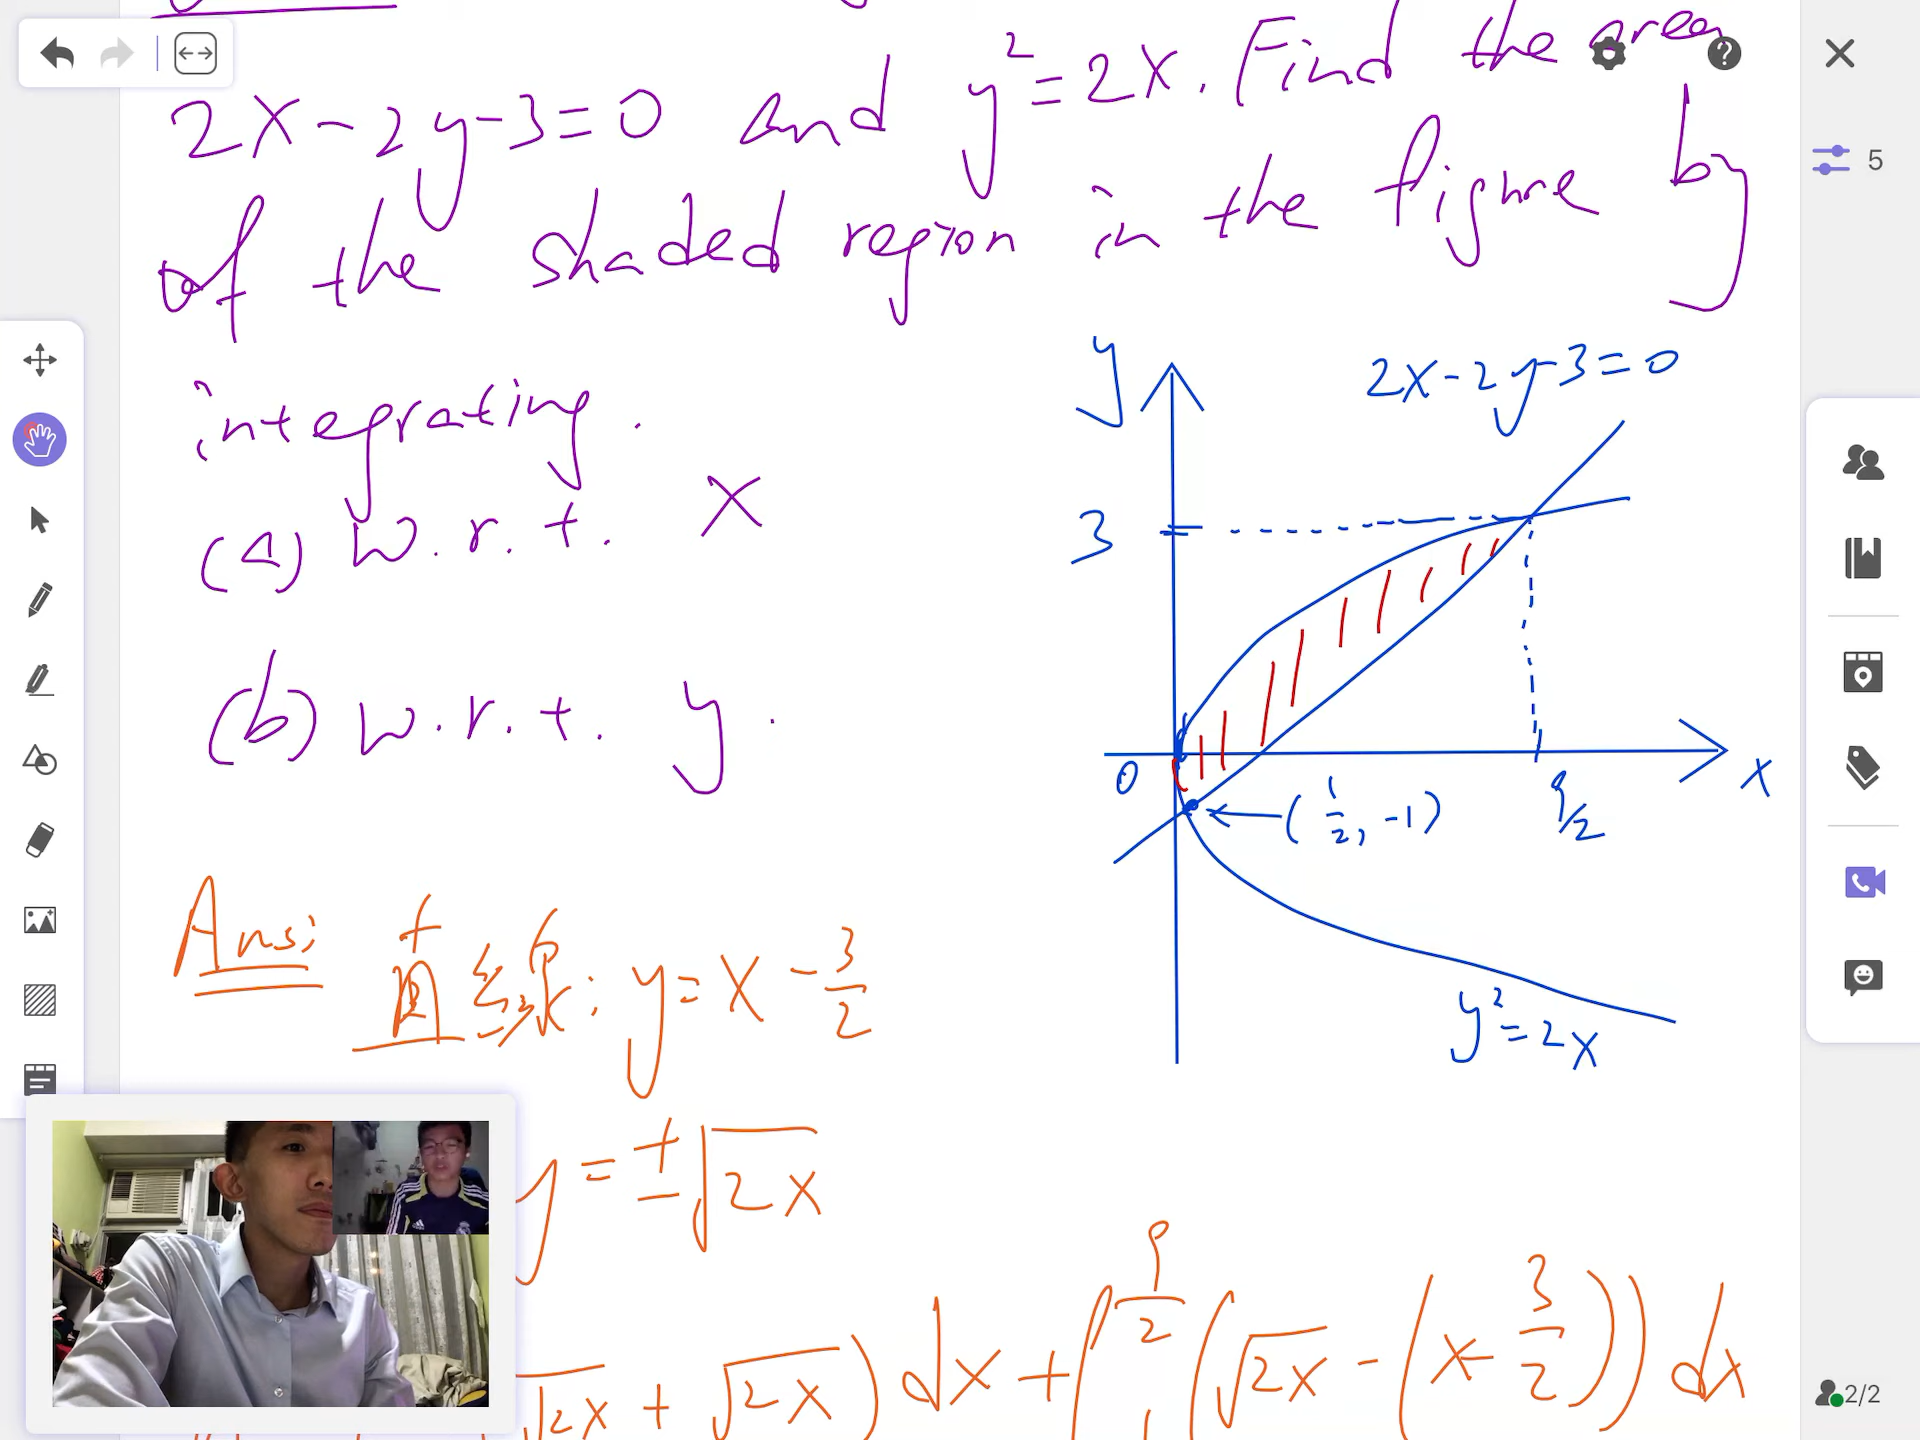 2x-2y-3=0 and y²=2x. Find the area
of the shaded region in the figure by
integrating.
(a) w.r.t. x
(b) w.r.t. y.
y
2x-2y-3=0
3
0
x
(1/2, -1)
9/2
y²=2x
Ans:
直線: y=x-3/2
y=±√2x
√2x+√2x)dx+∫ 9/2 (√2x-(x-3/2))dx
5
2/2